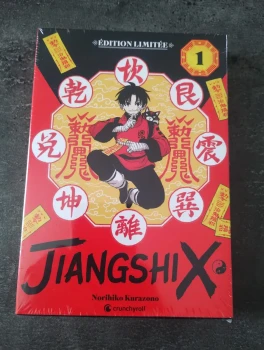 ÉDITION LIMITÉE
1
坎
乾
艮
兌
震
坤
巽
離
JIANGSHI X
Norihiko Kurazono
crunchyroll